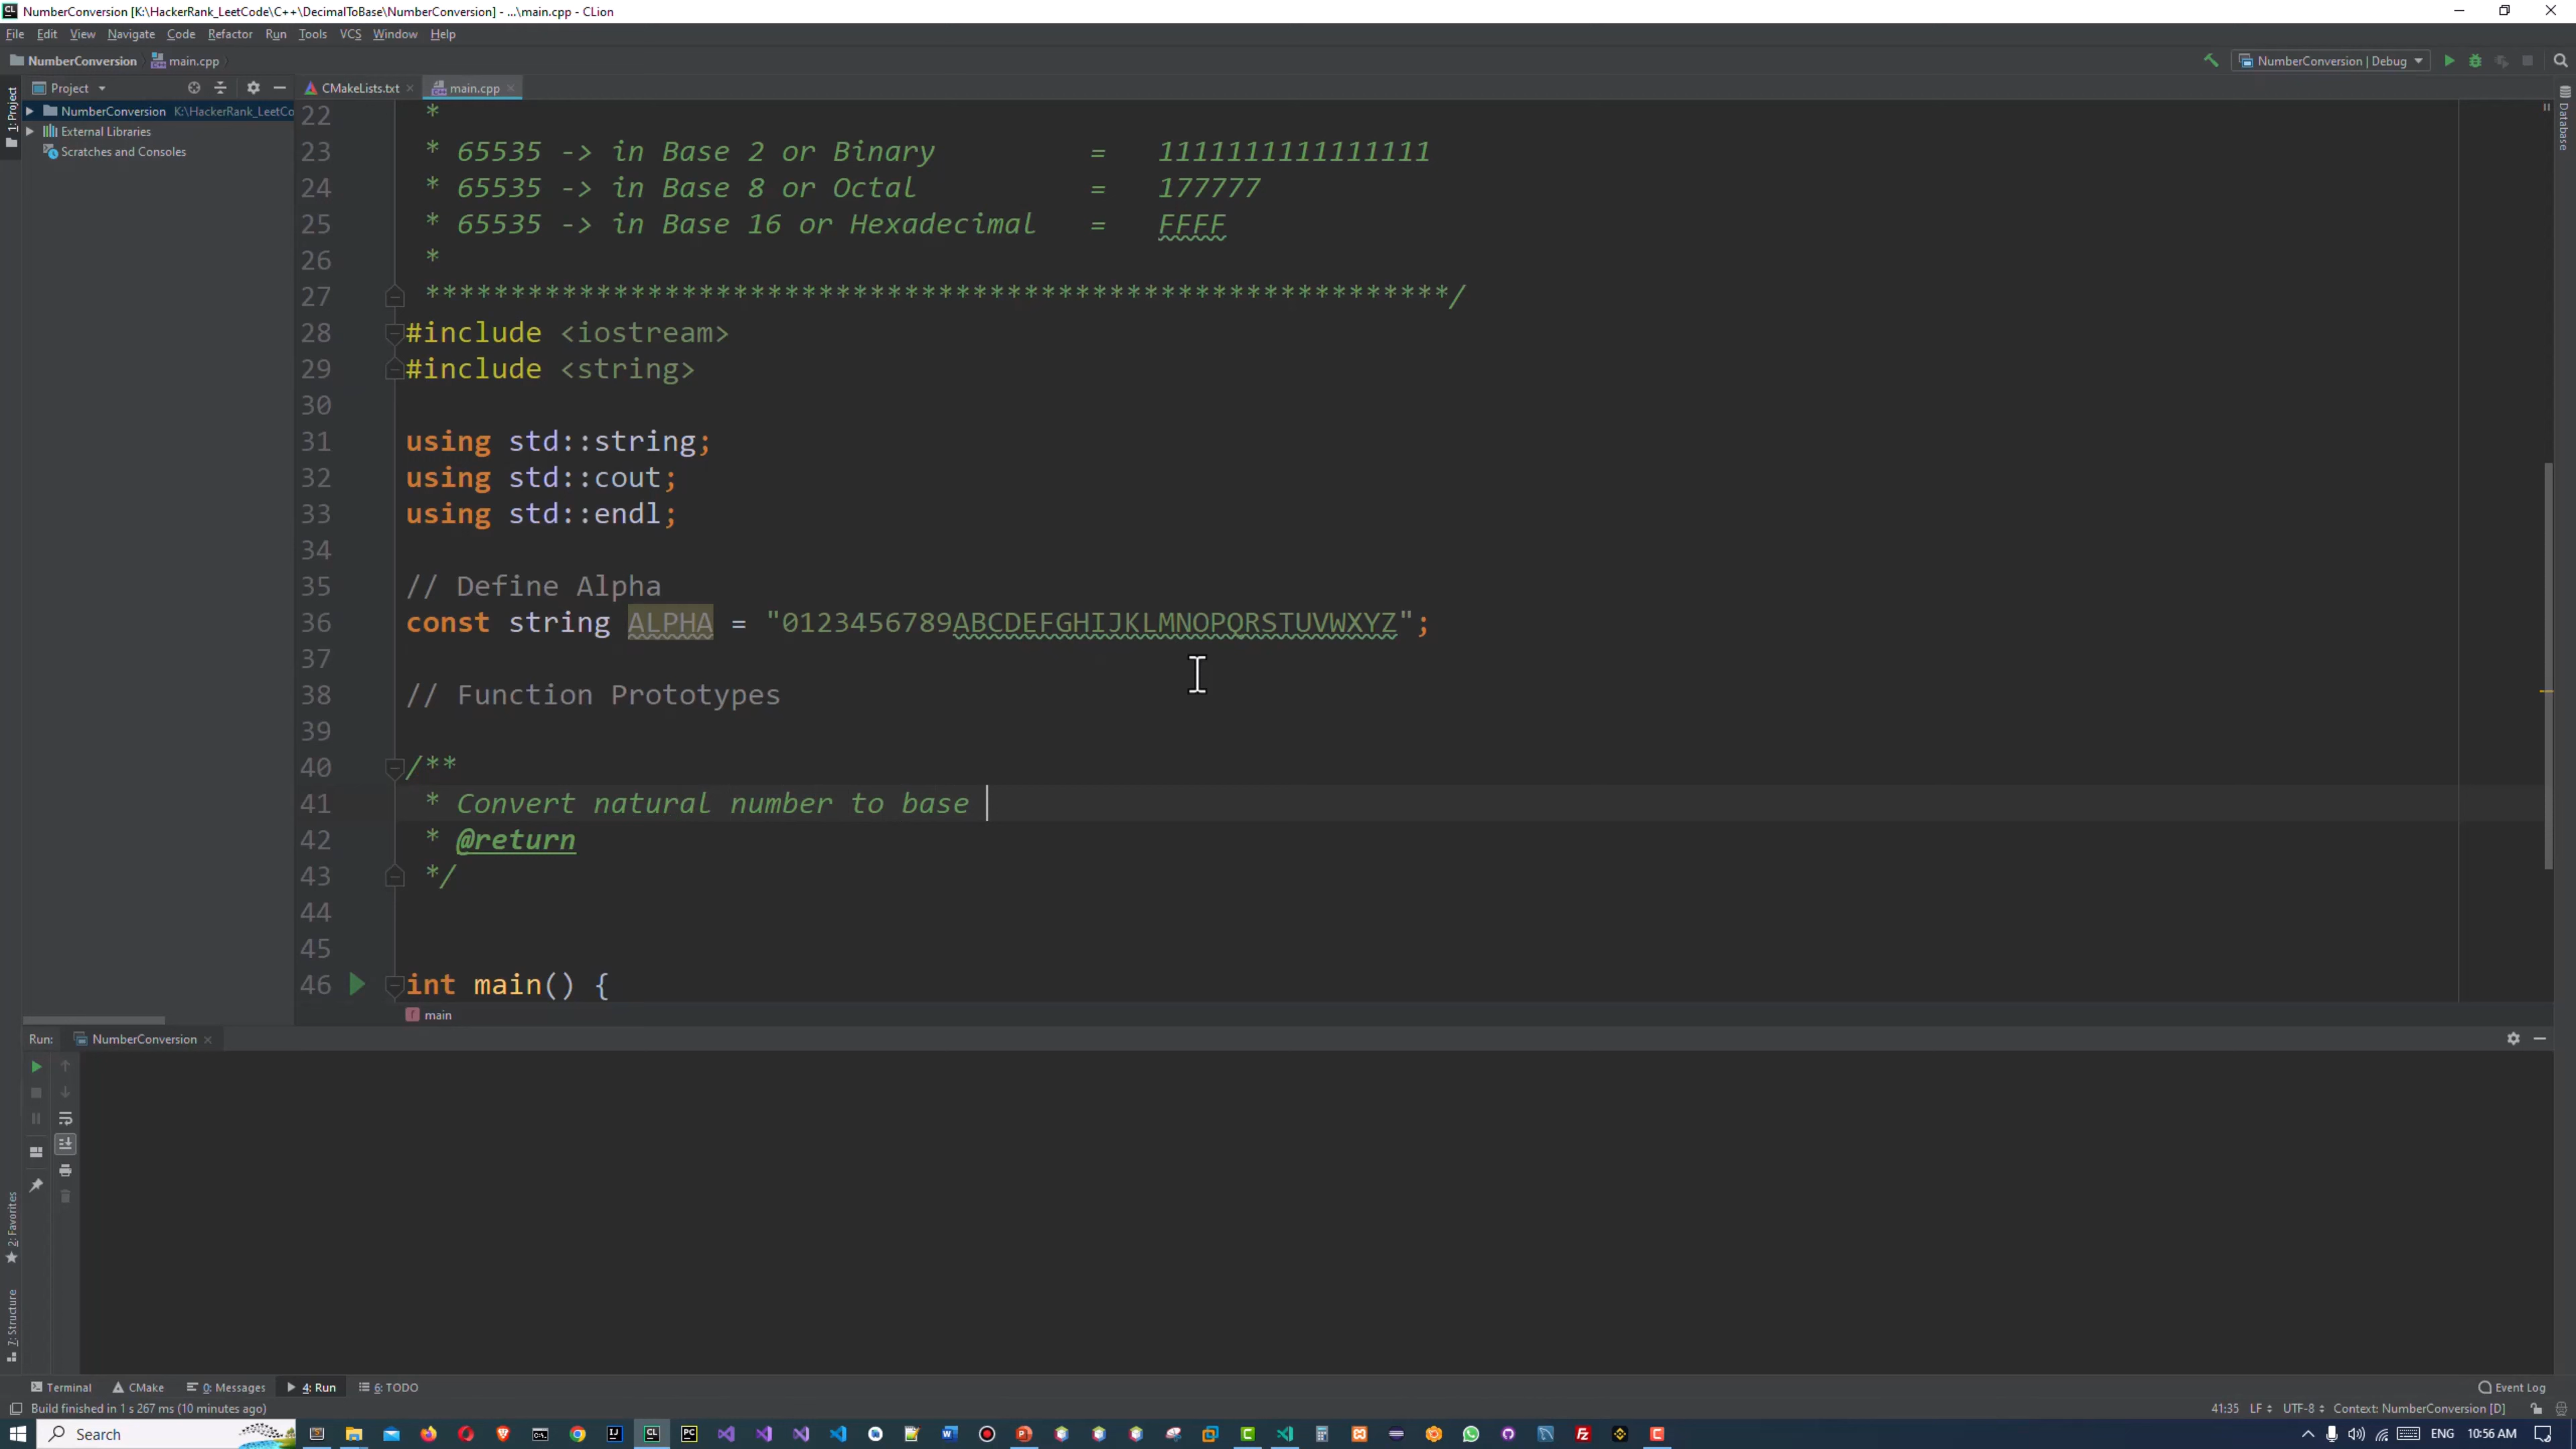 NumberConversion [K:\HackerRank_LeetCode\C++\DecimalToBase\NumberConversion] - ...\main.cpp - CLion
File Edit View Navigate Code Refactor Run Tools VCS Window Help
NumberConversion main.cpp NumberConversion | Debug
Project CMakeLists.txt main.cpp
1: Project
Database
NumberConversion K:\HackerRank_LeetCo
External Libraries
Scratches and Consoles
22 *
23 * 65535 -> in Base 2 or Binary = 1111111111111111
24 * 65535 -> in Base 8 or Octal = 177777
25 * 65535 -> in Base 16 or Hexadecimal = FFFF
26 *
27 ************************************************************/
28 #include <iostream>
29 #include <string>
30
31 using std::string;
32 using std::cout;
33 using std::endl;
34
35 // Define Alpha
36 const string ALPHA = "0123456789ABCDEFGHIJKLMNOPQRSTUVWXYZ";
37
38 // Function Prototypes
39
40 /**
41 * Convert natural number to base
42 * @return
43 */
44
45
46 int main() {
main
Run: NumberConversion
2: Favorites
7: Structure
Terminal CMake 0: Messages 4: Run 6: TODO Event Log
Build finished in 1 s 267 ms (10 minutes ago) 41:35 LF UTF-8 Context: NumberConversion [D]
Search ENG 10:56 AM